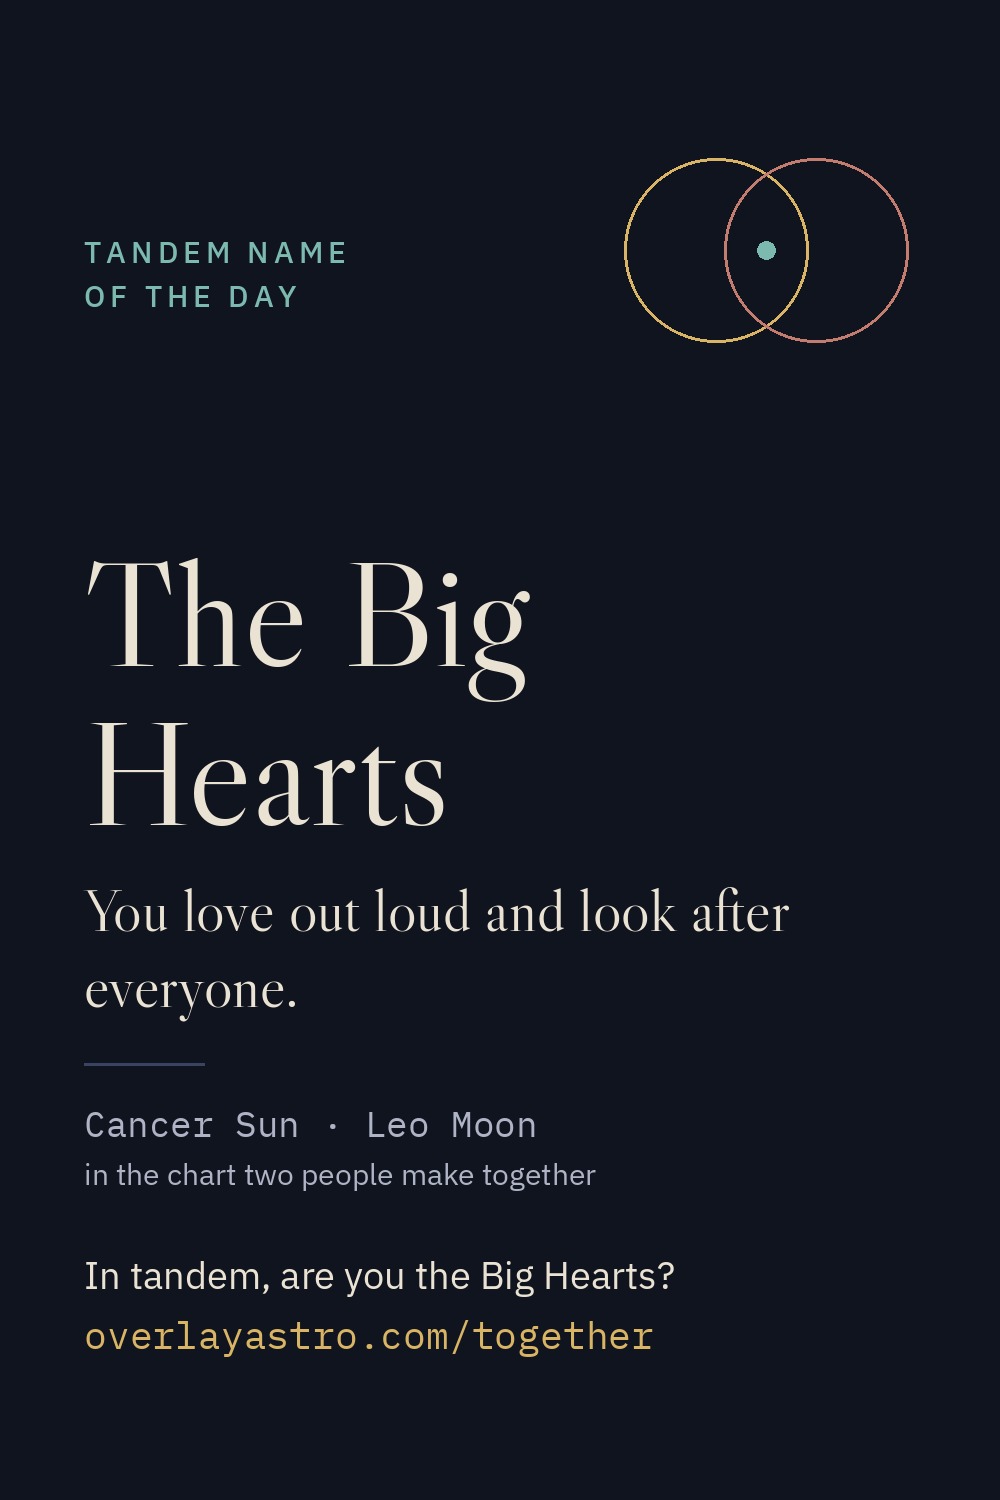 TANDEM NAME
OF THE DAY
The Big
Hearts
You love out loud and look after
everyone.
Cancer Sun · Leo Moon
in the chart two people make together
In tandem, are you the Big Hearts?
overlayastro.com/together